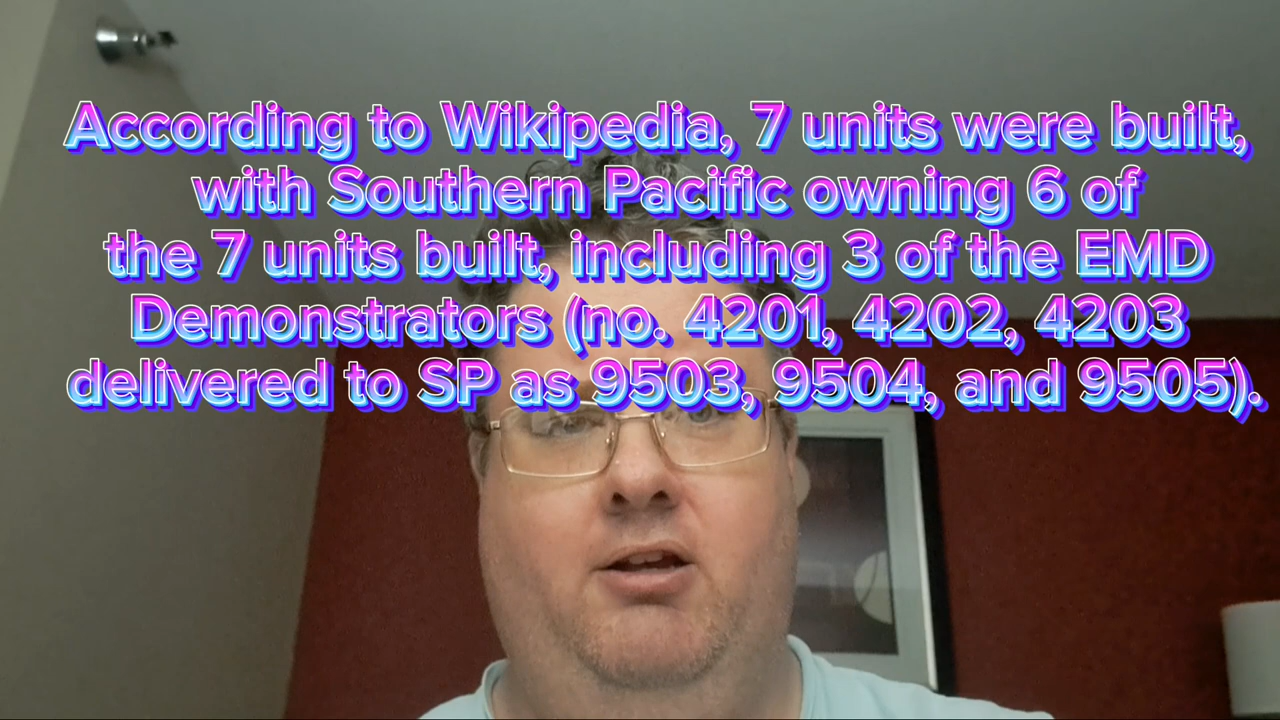 According to Wikipedia, 7 units were built,
with Southern Pacific owning 6 of
the 7 units built, including 3 of the EMD
Demonstrators (no. 4201, 4202, 4203
delivered to SP as 9503, 9504, and 9505).